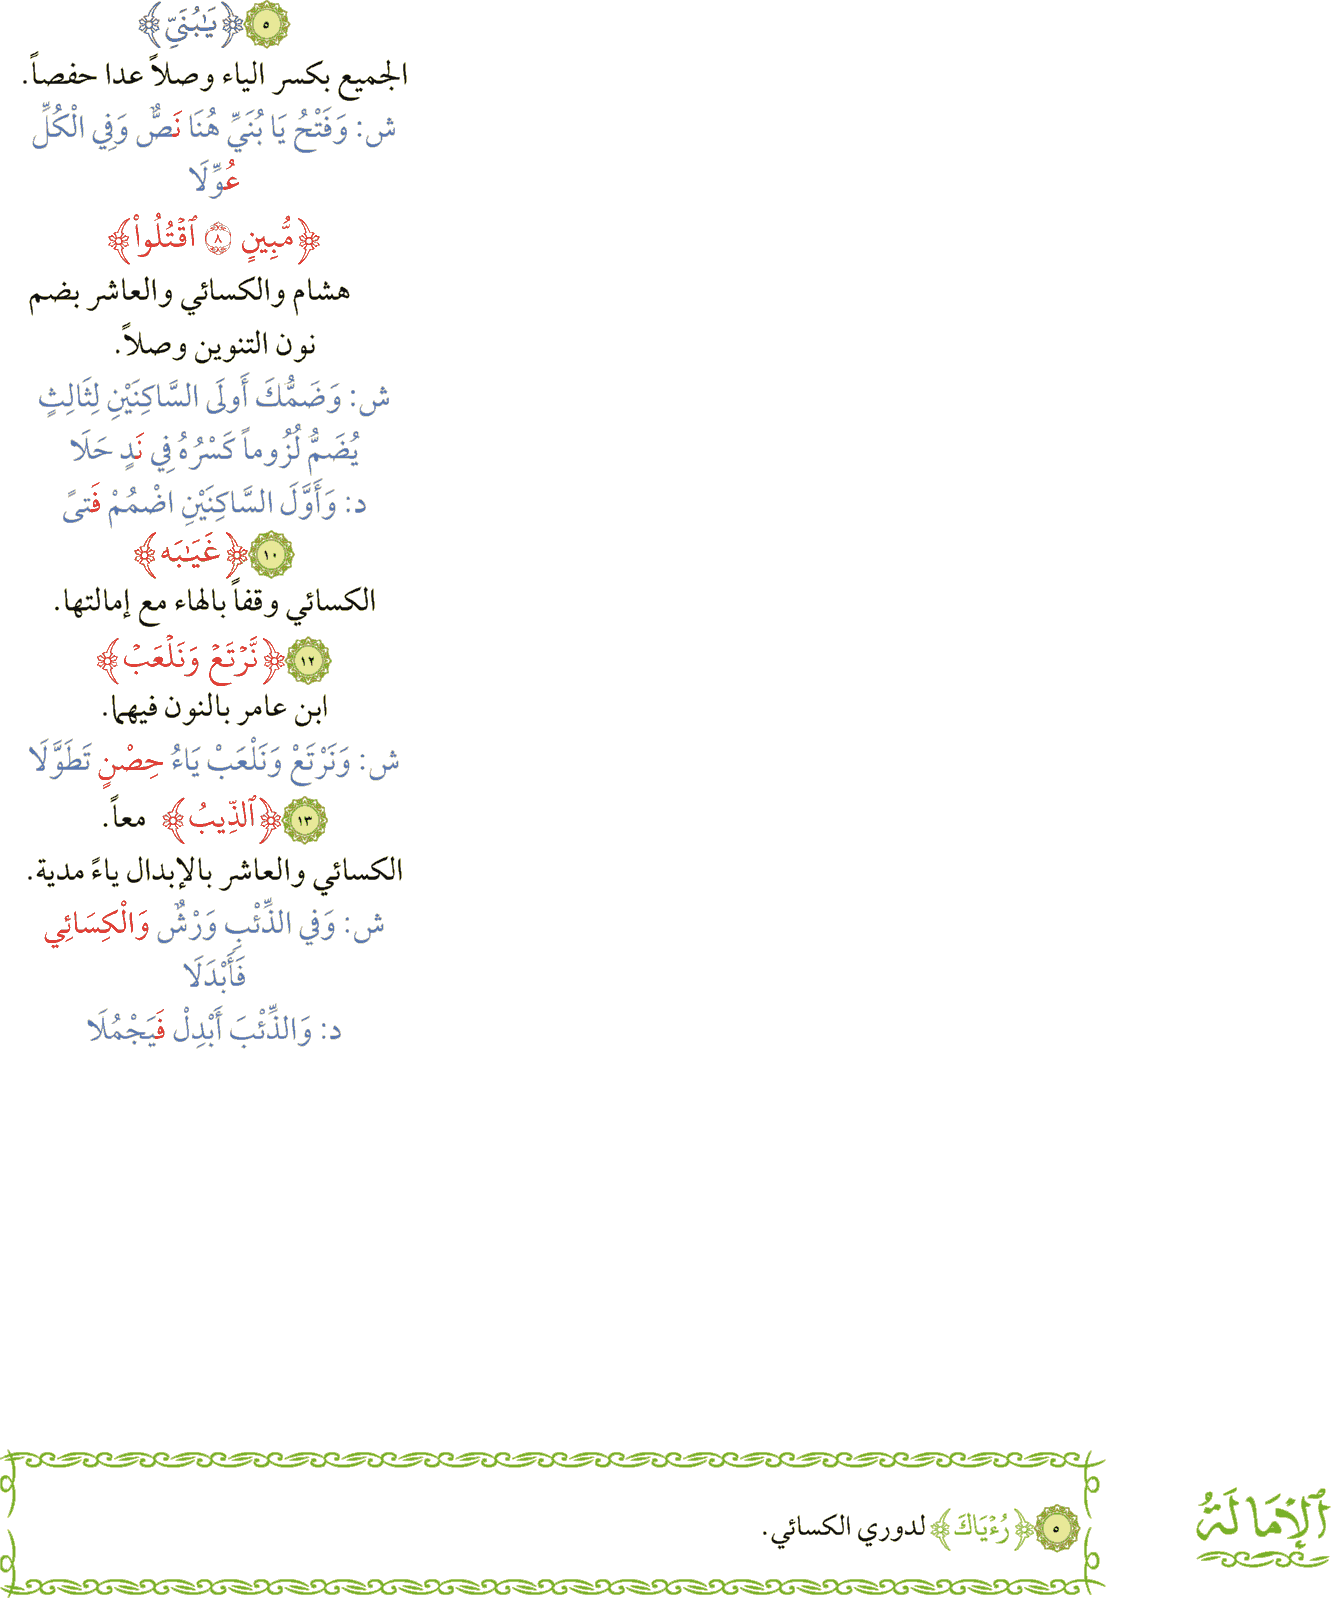 ٥ ﴿يَٰبُنَيِّ﴾
الجميع بكسر الياء وصلاً عدا حفصاً.
ش: وَفَتْحُ يَا بُنَيِّ هُنَا نَصٌّ وَفِي الْكُلِّ
عُوِّلَا
﴿مُّبِينٍ ٨ ٱقْتُلُواْ﴾
هشام والكسائي والعاشر بضم
نون التنوين وصلاً.
ش: وَضَمُّكَ أَولَى السَّاكِنَيْنِ لِثَالِثٍ
يُضَمُّ لُزُوماً كَسْرُهُ فِي نَدٍ حَلَا
د: وَأَوَّلَ السَّاكِنَيْنِ اضْمُمْ فَتىً
١٠ ﴿غَيَٰبَه﴾
الكسائي وقفاً بالهاء مع إمالتها.
١٢ ﴿نَّرْتَعْ وَنَلْعَبْ﴾
ابن عامر بالنون فيهما.
ش: وَنَرْتَعْ وَنَلْعَبْ يَاءُ حِصْنٍ تَطَوَّلَا
١٣ ﴿ٱلذِّيبُ﴾ معاً.
الكسائي والعاشر بالإبدال ياءً مدية.
ش: وَفي الذِّئْبِ وَرْشٌ وَالْكِسَائِي
فَأَبْدَلَا
د: وَالذِّئْبَ أَبْدِلْ فَيَجْمُلَا
ٱلْإِمَالَةُ
٥ ﴿رُءْيَاكَ﴾ لدوري الكسائي.